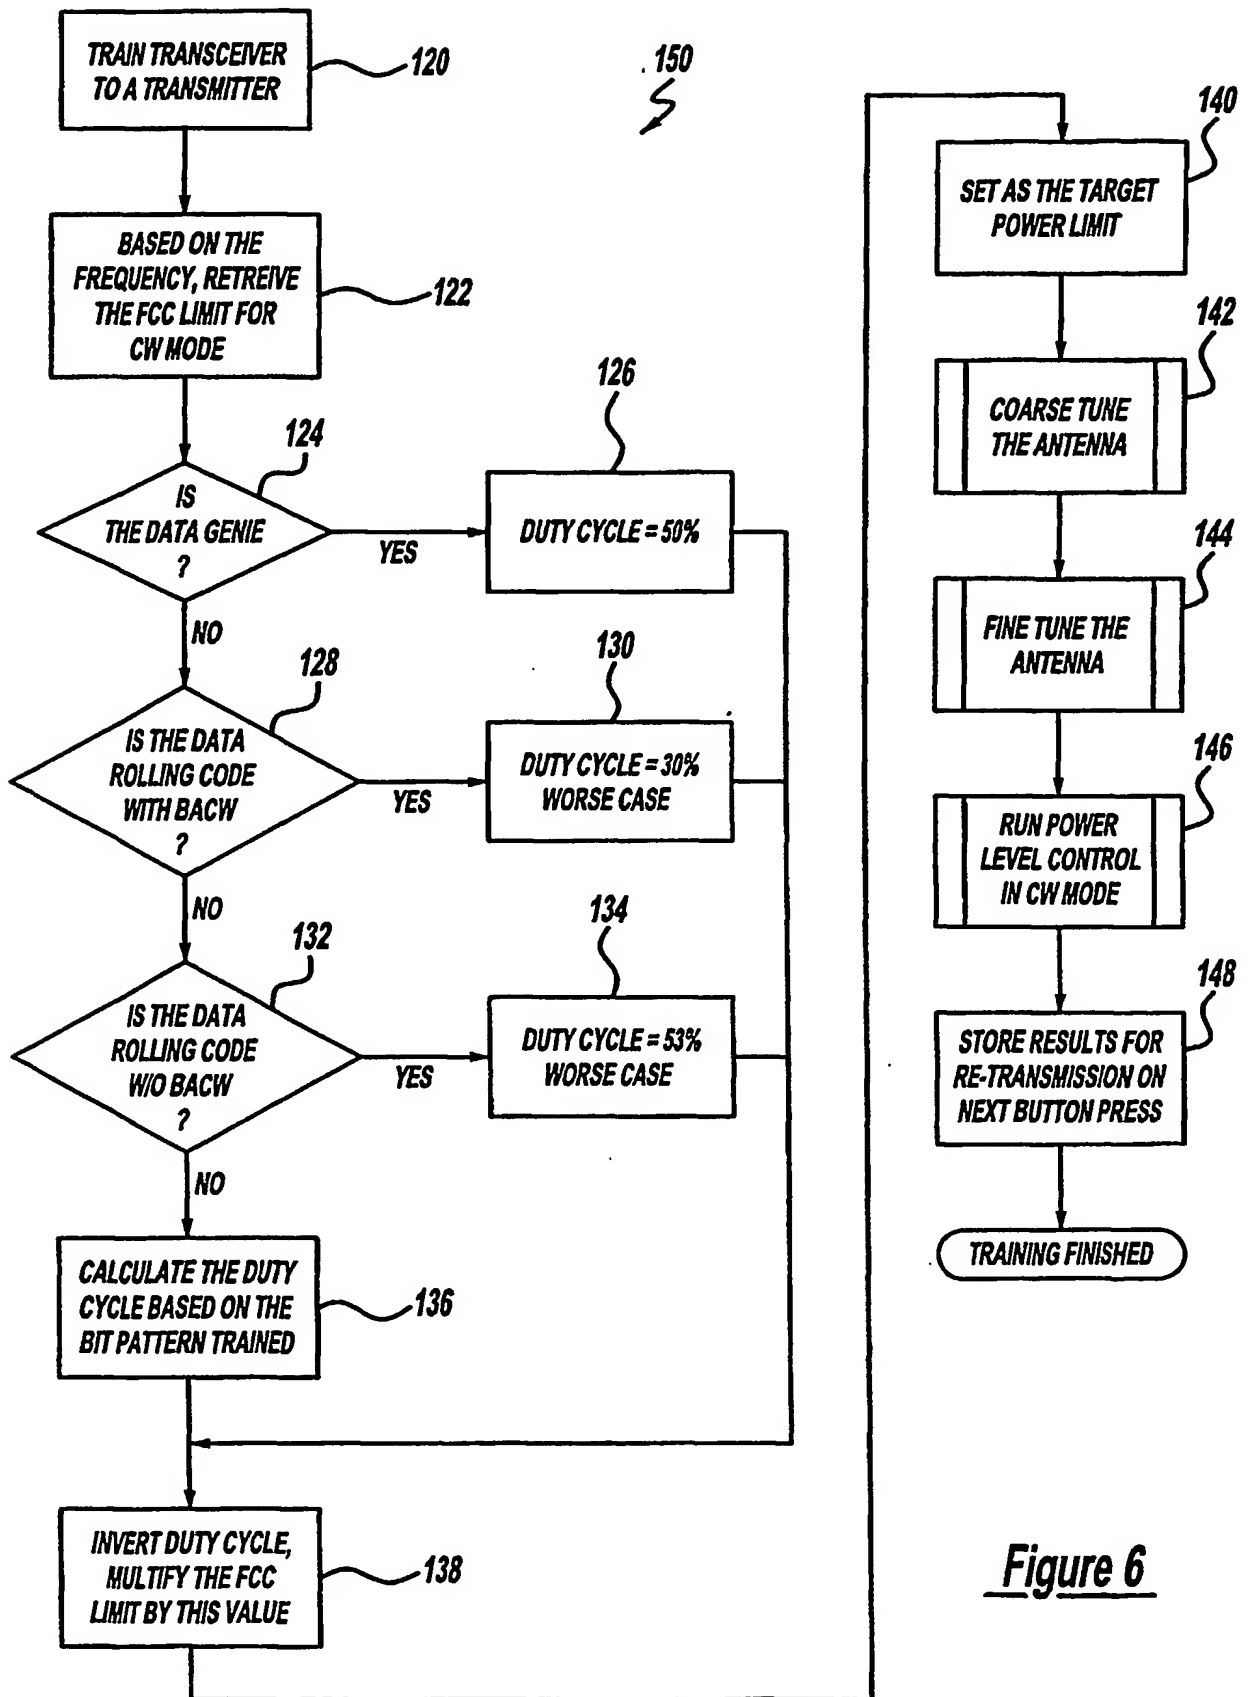 TRAIN TRANSCEIVER
TO A TRANSMITTER
120
150
BASED ON THE
FREQUENCY, RETREIVE
THE FCC LIMIT FOR
CW MODE
122
124
IS
THE DATA GENIE
?
YES
NO
126
DUTY CYCLE = 50%
128
IS THE DATA
ROLLING CODE
WITH BACW
?
YES
NO
130
DUTY CYCLE = 30%
WORSE CASE
132
IS THE DATA
ROLLING CODE
W/O BACW
?
YES
NO
134
DUTY CYCLE = 53%
WORSE CASE
CALCULATE THE DUTY
CYCLE BASED ON THE
BIT PATTERN TRAINED
136
INVERT DUTY CYCLE,
MULTIFY THE FCC
LIMIT BY THIS VALUE
138
140
SET AS THE TARGET
POWER LIMIT
142
COARSE TUNE
THE ANTENNA
144
FINE TUNE THE
ANTENNA
146
RUN POWER
LEVEL CONTROL
IN CW MODE
148
STORE RESULTS FOR
RE-TRANSMISSION ON
NEXT BUTTON PRESS
TRAINING FINISHED
Figure 6